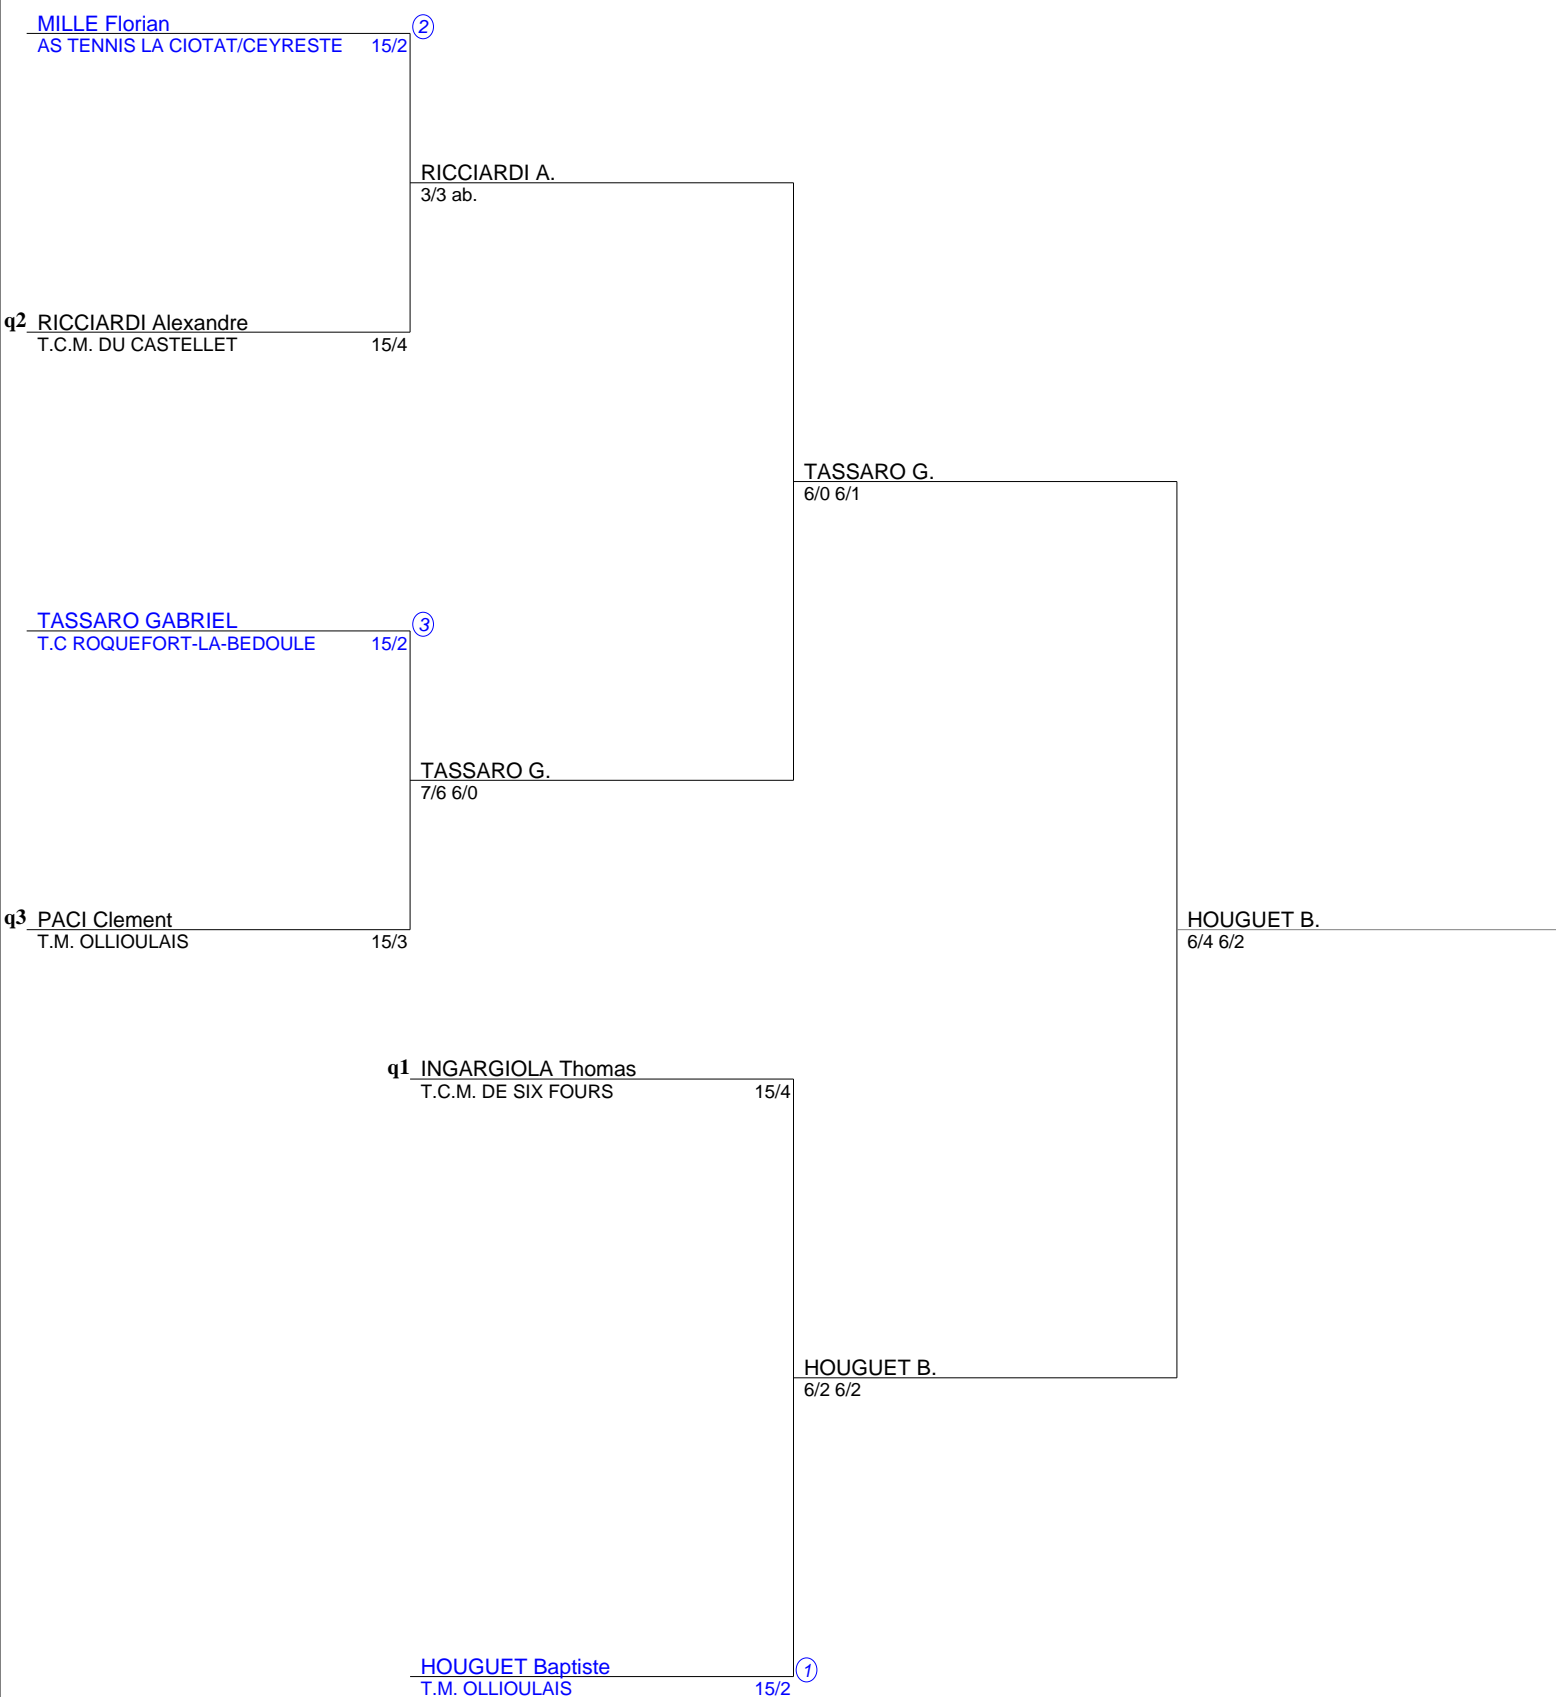 MILLE Florian 2
AS TENNIS LA CIOTAT/CEYRESTE 15/2
RICCIARDI A.
3/3 ab.
q2 RICCIARDI Alexandre
T.C.M. DU CASTELLET 15/4
TASSARO G.
6/0 6/1
TASSARO GABRIEL 3
T.C ROQUEFORT-LA-BEDOULE 15/2
TASSARO G.
7/6 6/0
q3 PACI Clement
T.M. OLLIOULAIS 15/3
HOUGUET B.
6/4 6/2
q1 INGARGIOLA Thomas
T.C.M. DE SIX FOURS 15/4
HOUGUET B.
6/2 6/2
HOUGUET Baptiste 1
T.M. OLLIOULAIS 15/2